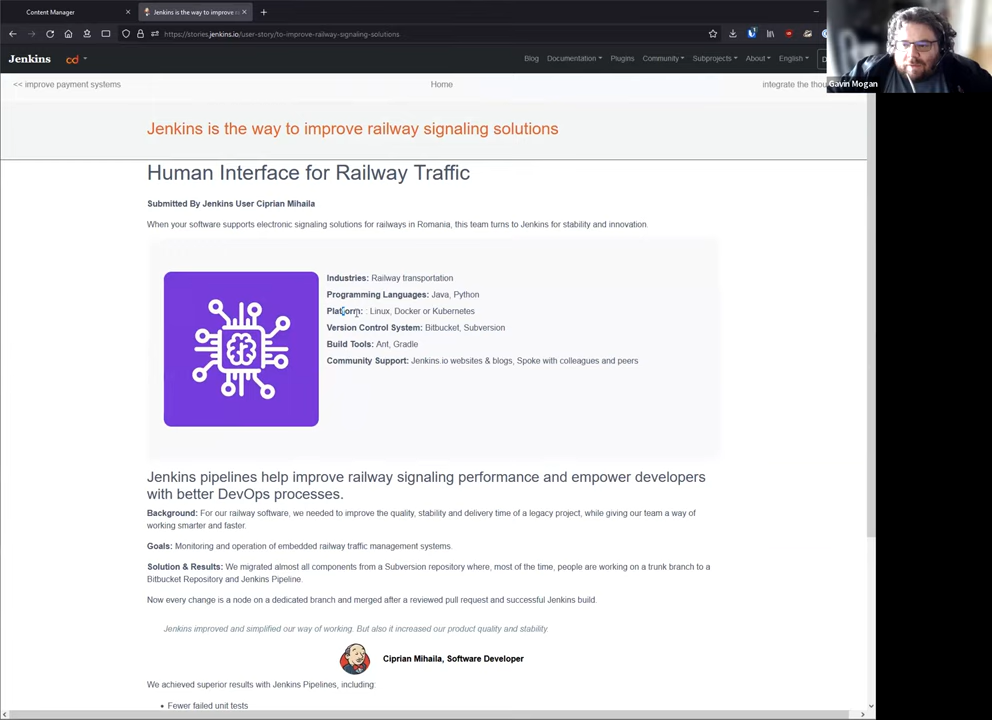 Content Manager
Jenkins is the way to improve r
https://stories.jenkins.io/user-story/to-improve-railway-signaling-solutions
Jenkins
cd
Blog Documentation Plugins Community Subprojects About English
Gavin Mogan
<< improve payment systems
Home
integrate the thou
Jenkins is the way to improve railway signaling solutions
Human Interface for Railway Traffic
Submitted By Jenkins User Ciprian Mihaila
When your software supports electronic signaling solutions for railways in Romania, this team turns to Jenkins for stability and innovation.
Industries: Railway transportation
Programming Languages: Java, Python
Platform: : Linux, Docker or Kubernetes
Version Control System: Bitbucket, Subversion
Build Tools: Ant, Gradle
Community Support: Jenkins.io websites & blogs, Spoke with colleagues and peers
Jenkins pipelines help improve railway signaling performance and empower developers
with better DevOps processes.
Background: For our railway software, we needed to improve the quality, stability and delivery time of a legacy project, while giving our team a way of
working smarter and faster.
Goals: Monitoring and operation of embedded railway traffic management systems.
Solution & Results: We migrated almost all components from a Subversion repository where, most of the time, people are working on a trunk branch to a
Bitbucket Repository and Jenkins Pipeline.
Now every change is a node on a dedicated branch and merged after a reviewed pull request and successful Jenkins build.
Jenkins improved and simplified our way of working. But also it increased our product quality and stability.
Ciprian Mihaila, Software Developer
We achieved superior results with Jenkins Pipelines, including:
Fewer failed unit tests